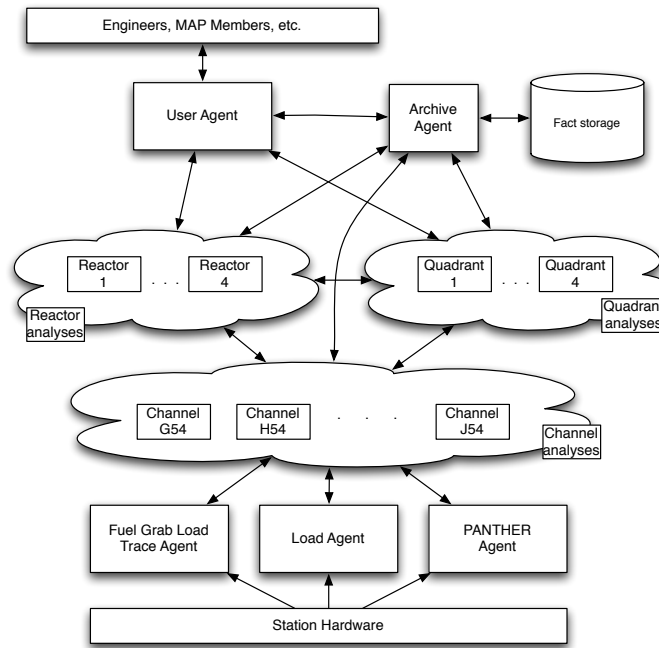 Engineers, MAP Members, etc.
User Agent
Archive
Agent
Fact storage
Reactor
1
. . .
Reactor
4
Reactor
analyses
Quadrant
1
. . .
Quadrant
4
Quadrant
analyses
Channel
G54
Channel
H54
. . .
Channel
J54
Channel
analyses
Fuel Grab Load
Trace Agent
Load Agent
PANTHER
Agent
Station Hardware